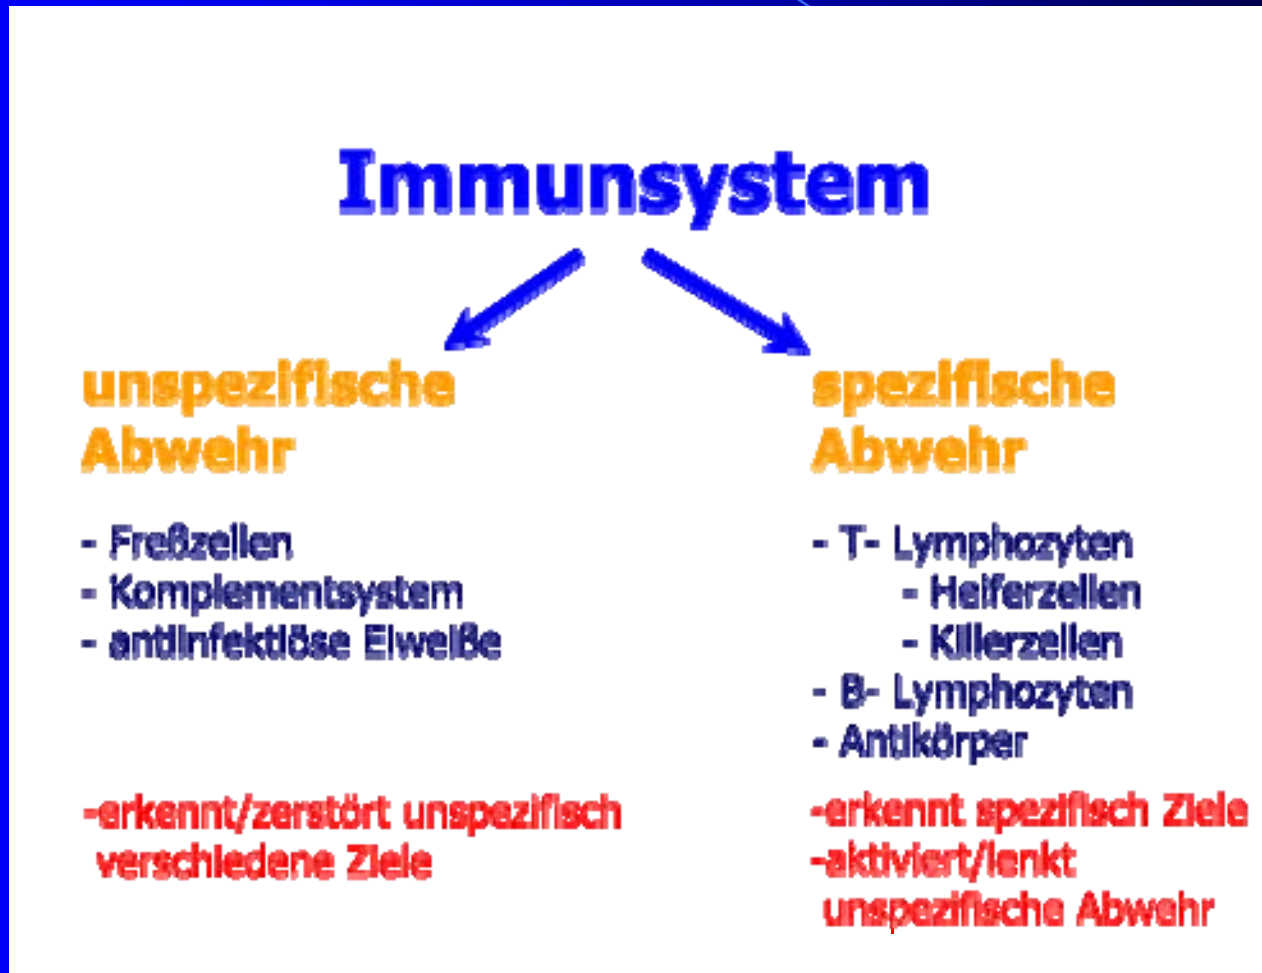 Immunsystem
unspezifische
Abwehr
- Freßzellen
- Komplementsystem
- antiinfektiöse Eiweiße
-erkennt/zerstört unspezifisch
verschiedene Ziele
spezifische
Abwehr
- T- Lymphozyten
- Helferzellen
- Killerzellen
- B- Lymphozyten
- Antikörper
-erkennt spezifisch Ziele
-aktiviert/lenkt
unspezifische Abwehr